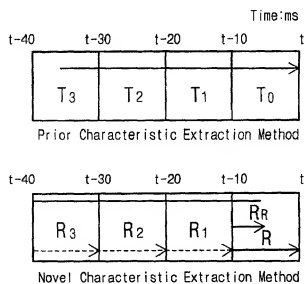 Time:ms
t-40 t-30 t-20 t-10 t
T3 T2 T1 T0
Prior Characteristic Extraction Method
t-40 t-30 t-20 t-10 t
R3 R2 R1 RR
R
Novel Characteristic Extraction Method